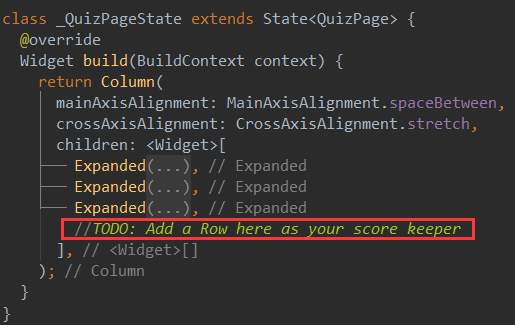 class _QuizPageState extends State<QuizPage> {
@override
Widget build(BuildContext context) {
return Column(
mainAxisAlignment: MainAxisAlignment.spaceBetween,
crossAxisAlignment: CrossAxisAlignment.stretch,
children: <Widget>[
Expanded(...), // Expanded
Expanded(...), // Expanded
Expanded(...), // Expanded
//TODO: Add a Row here as your score keeper
], // <Widget>[]
); // Column
}
}